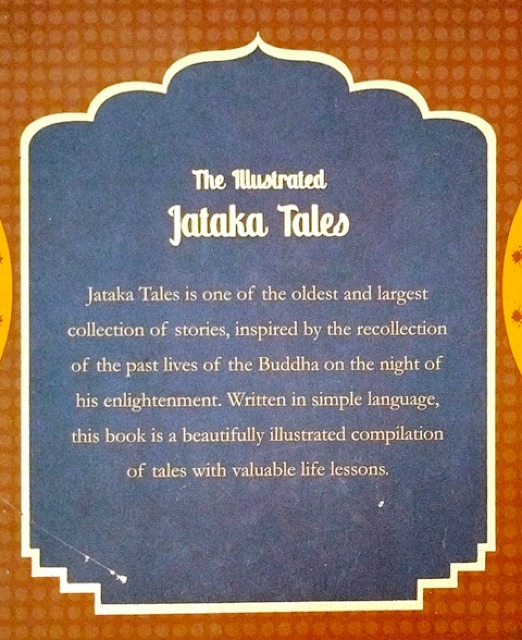 The Illustrated
Jataka Tales
Jataka Tales is one of the oldest and largest
collection of stories, inspired by the recollection
of the past lives of the Buddha on the night of
his enlightenment. Written in simple language,
this book is a beautifully illustrated compilation
of tales with valuable life lessons.